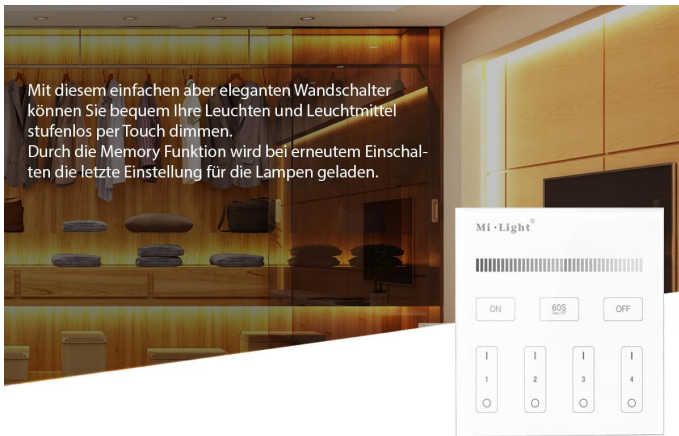 Mit diesem einfachen aber eleganten Wandschalter
können Sie bequem Ihre Leuchten und Leuchtmittel
stufenlos per Touch dimmen.
Durch die Memory Funktion wird bei erneutem Einschal-
ten die letzte Einstellung für die Lampen geladen.
Mi·Light®
ON 60S OFF
1 2 3 4